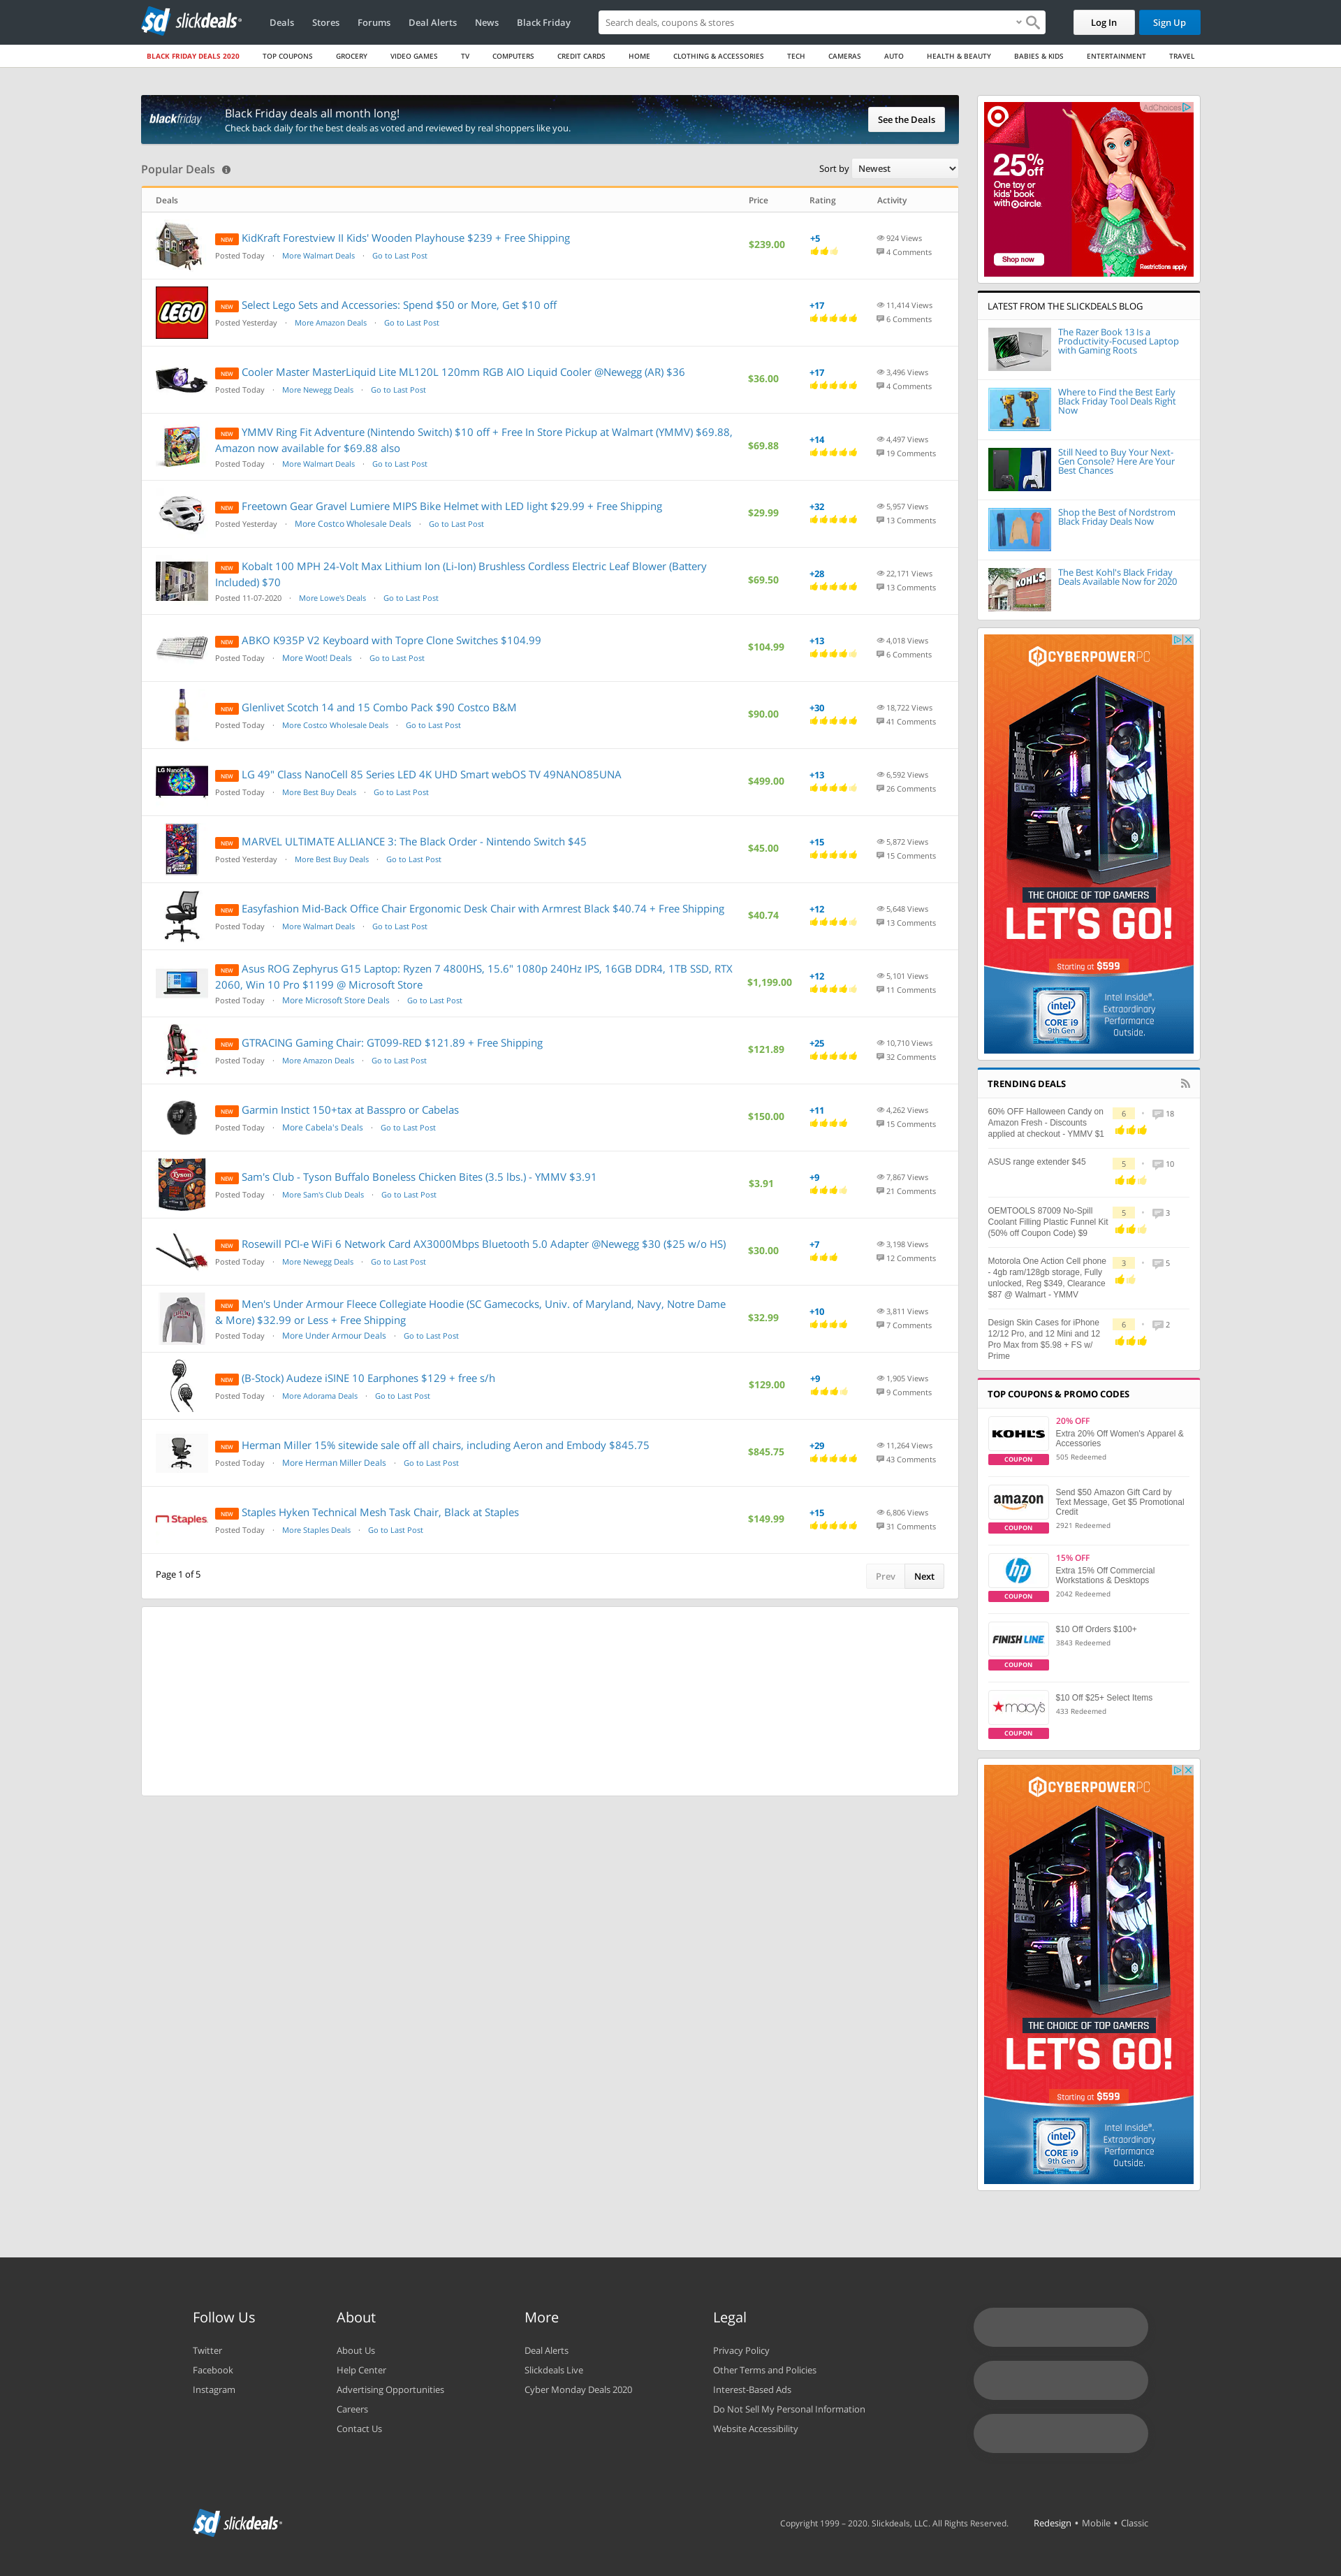 slickdeals
Deals
Stores
Forums
Deal Alerts
News
Black Friday
Search deals, coupons & stores
Log In
Sign Up
BLACK FRIDAY DEALS 2020
TOP COUPONS
GROCERY
VIDEO GAMES
TV
COMPUTERS
CREDIT CARDS
HOME
CLOTHING & ACCESSORIES
TECH
CAMERAS
AUTO
HEALTH & BEAUTY
BABIES & KIDS
ENTERTAINMENT
TRAVEL
blackfriday
Black Friday deals all month long!
Check back daily for the best deals as voted and reviewed by real shoppers like you.
See the Deals
Popular Deals
Sort by Newest
Deals Price Rating Activity
NEW KidKraft Forestview II Kids' Wooden Playhouse $239 + Free Shipping
Posted Today · More Walmart Deals · Go to Last Post
$239.00
+5
924 Views
4 Comments
LEGO
NEW Select Lego Sets and Accessories: Spend $50 or More, Get $10 off
Posted Yesterday · More Amazon Deals · Go to Last Post
+17
11,414 Views
6 Comments
NEW Cooler Master MasterLiquid Lite ML120L 120mm RGB AIO Liquid Cooler @Newegg (AR) $36
Posted Today · More Newegg Deals · Go to Last Post
$36.00
+17
3,496 Views
4 Comments
NEW YMMV Ring Fit Adventure (Nintendo Switch) $10 off + Free In Store Pickup at Walmart (YMMV) $69.88,
Amazon now available for $69.88 also
Posted Today · More Walmart Deals · Go to Last Post
$69.88
+14
4,497 Views
19 Comments
NEW Freetown Gear Gravel Lumiere MIPS Bike Helmet with LED light $29.99 + Free Shipping
Posted Yesterday · More Costco Wholesale Deals · Go to Last Post
$29.99
+32
5,957 Views
13 Comments
NEW Kobalt 100 MPH 24-Volt Max Lithium Ion (Li-Ion) Brushless Cordless Electric Leaf Blower (Battery
Included) $70
Posted 11-07-2020 · More Lowe's Deals · Go to Last Post
$69.50
+28
22,171 Views
13 Comments
NEW ABKO K935P V2 Keyboard with Topre Clone Switches $104.99
Posted Today · More Woot! Deals · Go to Last Post
$104.99
+13
4,018 Views
6 Comments
NEW Glenlivet Scotch 14 and 15 Combo Pack $90 Costco B&M
Posted Today · More Costco Wholesale Deals · Go to Last Post
$90.00
+30
18,722 Views
41 Comments
LG NanoCell
NEW LG 49" Class NanoCell 85 Series LED 4K UHD Smart webOS TV 49NANO85UNA
Posted Today · More Best Buy Deals · Go to Last Post
$499.00
+13
6,592 Views
26 Comments
NEW MARVEL ULTIMATE ALLIANCE 3: The Black Order - Nintendo Switch $45
Posted Yesterday · More Best Buy Deals · Go to Last Post
$45.00
+15
5,872 Views
15 Comments
NEW Easyfashion Mid-Back Office Chair Ergonomic Desk Chair with Armrest Black $40.74 + Free Shipping
Posted Today · More Walmart Deals · Go to Last Post
$40.74
+12
5,648 Views
13 Comments
NEW Asus ROG Zephyrus G15 Laptop: Ryzen 7 4800HS, 15.6" 1080p 240Hz IPS, 16GB DDR4, 1TB SSD, RTX
2060, Win 10 Pro $1199 @ Microsoft Store
Posted Today · More Microsoft Store Deals · Go to Last Post
$1,199.00
+12
5,101 Views
11 Comments
NEW GTRACING Gaming Chair: GT099-RED $121.89 + Free Shipping
Posted Today · More Amazon Deals · Go to Last Post
$121.89
+25
10,710 Views
32 Comments
NEW Garmin Instict 150+tax at Basspro or Cabelas
Posted Today · More Cabela's Deals · Go to Last Post
$150.00
+11
4,262 Views
15 Comments
Tyson
NEW Sam's Club - Tyson Buffalo Boneless Chicken Bites (3.5 lbs.) - YMMV $3.91
Posted Today · More Sam's Club Deals · Go to Last Post
$3.91
+9
7,867 Views
21 Comments
NEW Rosewill PCI-e WiFi 6 Network Card AX3000Mbps Bluetooth 5.0 Adapter @Newegg $30 ($25 w/o HS)
Posted Today · More Newegg Deals · Go to Last Post
$30.00
+7
3,198 Views
12 Comments
NEW Men's Under Armour Fleece Collegiate Hoodie (SC Gamecocks, Univ. of Maryland, Navy, Notre Dame
& More) $32.99 or Less + Free Shipping
Posted Today · More Under Armour Deals · Go to Last Post
$32.99
+10
3,811 Views
7 Comments
NEW (B-Stock) Audeze iSINE 10 Earphones $129 + free s/h
Posted Today · More Adorama Deals · Go to Last Post
$129.00
+9
1,905 Views
9 Comments
NEW Herman Miller 15% sitewide sale off all chairs, including Aeron and Embody $845.75
Posted Today · More Herman Miller Deals · Go to Last Post
$845.75
+29
11,264 Views
43 Comments
Staples
NEW Staples Hyken Technical Mesh Task Chair, Black at Staples
Posted Today · More Staples Deals · Go to Last Post
$149.99
+15
6,806 Views
31 Comments
Page 1 of 5
Prev
Next
AdChoices
25% off
One toy or
kids' book
with circle.
Shop now
Restrictions apply
LATEST FROM THE SLICKDEALS BLOG
The Razer Book 13 Is a
Productivity-Focused Laptop
with Gaming Roots
Where to Find the Best Early
Black Friday Tool Deals Right
Now
Still Need to Buy Your Next-
Gen Console? Here Are Your
Best Chances
Shop the Best of Nordstrom
Black Friday Deals Now
KOHL'S
The Best Kohl's Black Friday
Deals Available Now for 2020
CYBERPOWERPC
THE CHOICE OF TOP GAMERS
LET'S GO!
Starting at $599
intel
CORE i9
9th Gen
Intel Inside®.
Extraordinary
Performance
Outside.
TRENDING DEALS
60% OFF Halloween Candy on
Amazon Fresh - Discounts
applied at checkout - YMMV $1
6 · 18
ASUS range extender $45
5 · 10
OEMTOOLS 87009 No-Spill
Coolant Filling Plastic Funnel Kit
(50% off Coupon Code) $9
5 · 3
Motorola One Action Cell phone
- 4gb ram/128gb storage, Fully
unlocked, Reg $349, Clearance
$87 @ Walmart - YMMV
3 · 5
Design Skin Cases for iPhone
12/12 Pro, and 12 Mini and 12
Pro Max from $5.98 + FS w/
Prime
6 · 2
TOP COUPONS & PROMO CODES
KOHL'S
COUPON
20% OFF
Extra 20% Off Women's Apparel &
Accessories
505 Redeemed
amazon
COUPON
Send $50 Amazon Gift Card by
Text Message, Get $5 Promotional
Credit
2921 Redeemed
hp
COUPON
15% OFF
Extra 15% Off Commercial
Workstations & Desktops
2042 Redeemed
FINISH LINE
COUPON
$10 Off Orders $100+
3843 Redeemed
macy's
COUPON
$10 Off $25+ Select Items
433 Redeemed
CYBERPOWERPC
THE CHOICE OF TOP GAMERS
LET'S GO!
Starting at $599
intel
CORE i9
9th Gen
Intel Inside®.
Extraordinary
Performance
Outside.
Follow Us
Twitter
Facebook
Instagram
About
About Us
Help Center
Advertising Opportunities
Careers
Contact Us
More
Deal Alerts
Slickdeals Live
Cyber Monday Deals 2020
Legal
Privacy Policy
Other Terms and Policies
Interest-Based Ads
Do Not Sell My Personal Information
Website Accessibility
slickdeals
Copyright 1999 – 2020. Slickdeals, LLC. All Rights Reserved.
Redesign • Mobile • Classic